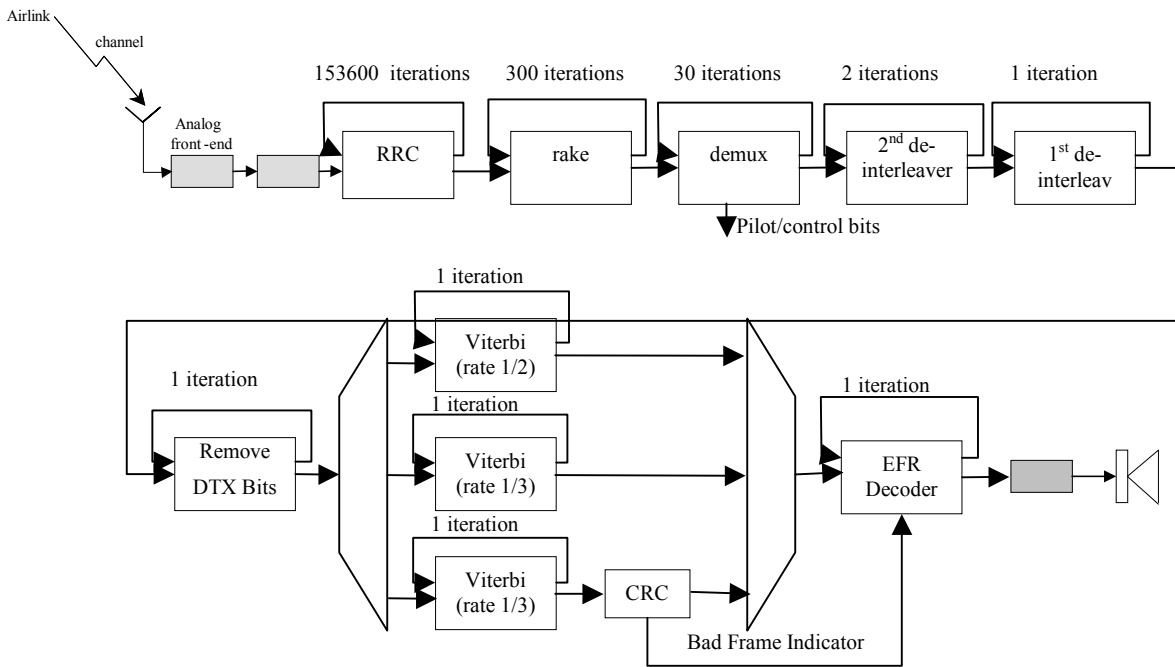 Airlink
channel
153600 iterations
300 iterations
30 iterations
2 iterations
1 iteration
Analog
front-end
RRC
rake
demux
2nd de-
interleaver
1st de-
interleav
Pilot/control bits
1 iteration
Viterbi
(rate 1/2)
1 iteration
Remove
DTX Bits
1 iteration
Viterbi
(rate 1/3)
1 iteration
EFR
Decoder
1 iteration
Viterbi
(rate 1/3)
CRC
Bad Frame Indicator